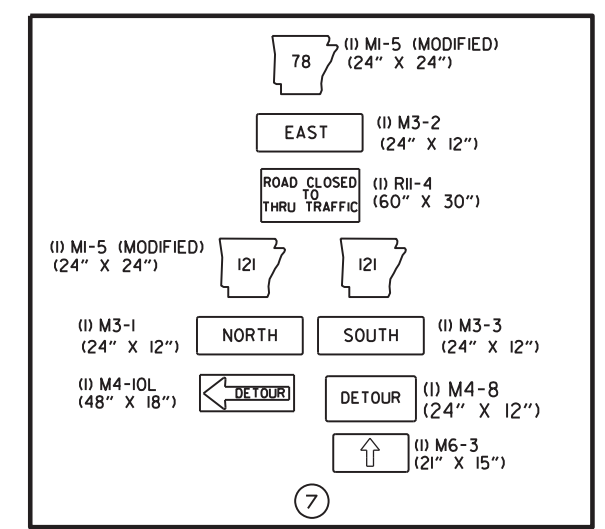 78
(1) M1-5 (MODIFIED)
(24" X 24")
EAST
(1) M3-2
(24" X 12")
ROAD CLOSED
TO
THRU TRAFFIC
(1) R11-4
(60" X 30")
(1) M1-5 (MODIFIED)
(24" X 24")
121
121
(1) M3-1
(24" X 12")
NORTH
SOUTH
(1) M3-3
(24" X 12")
(1) M4-10L
(48" X 18")
DETOUR
DETOUR
(1) M4-8
(24" X 12")
(1) M6-3
(21" X 15")
7